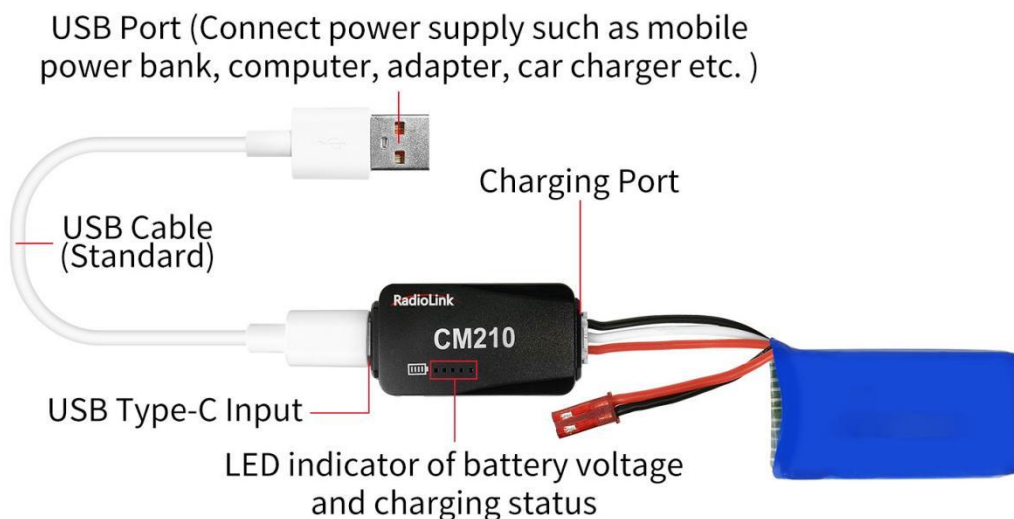 USB Port (Connect power supply such as mobile
power bank, computer, adapter, car charger etc. )
Charging Port
USB Cable
(Standard)
RadioLink
CM210
USB Type-C Input
LED indicator of battery voltage
and charging status